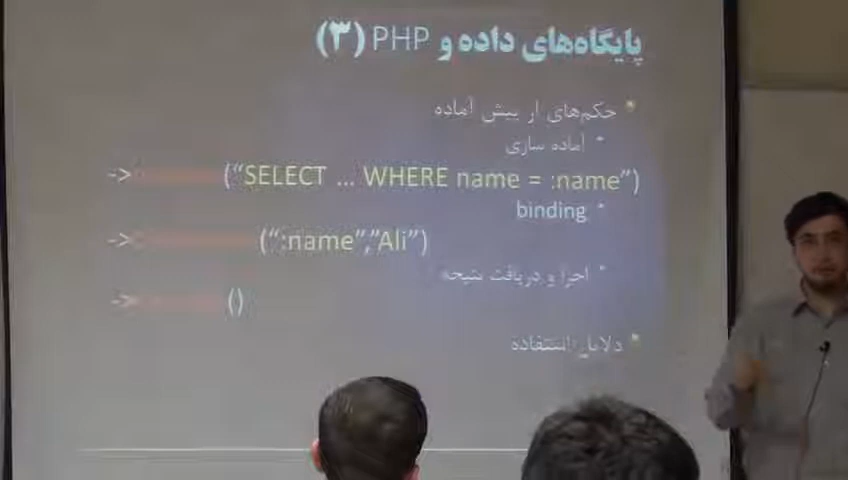 پایگاه‌های داده و PHP (۳)
حکم‌های از پیش آماده
آماده سازی
-> ("SELECT ... WHERE name = :name")
binding
-> (":name","Ali")
اجرا و دریافت نتیجه
-> ()
دلایل استفاده